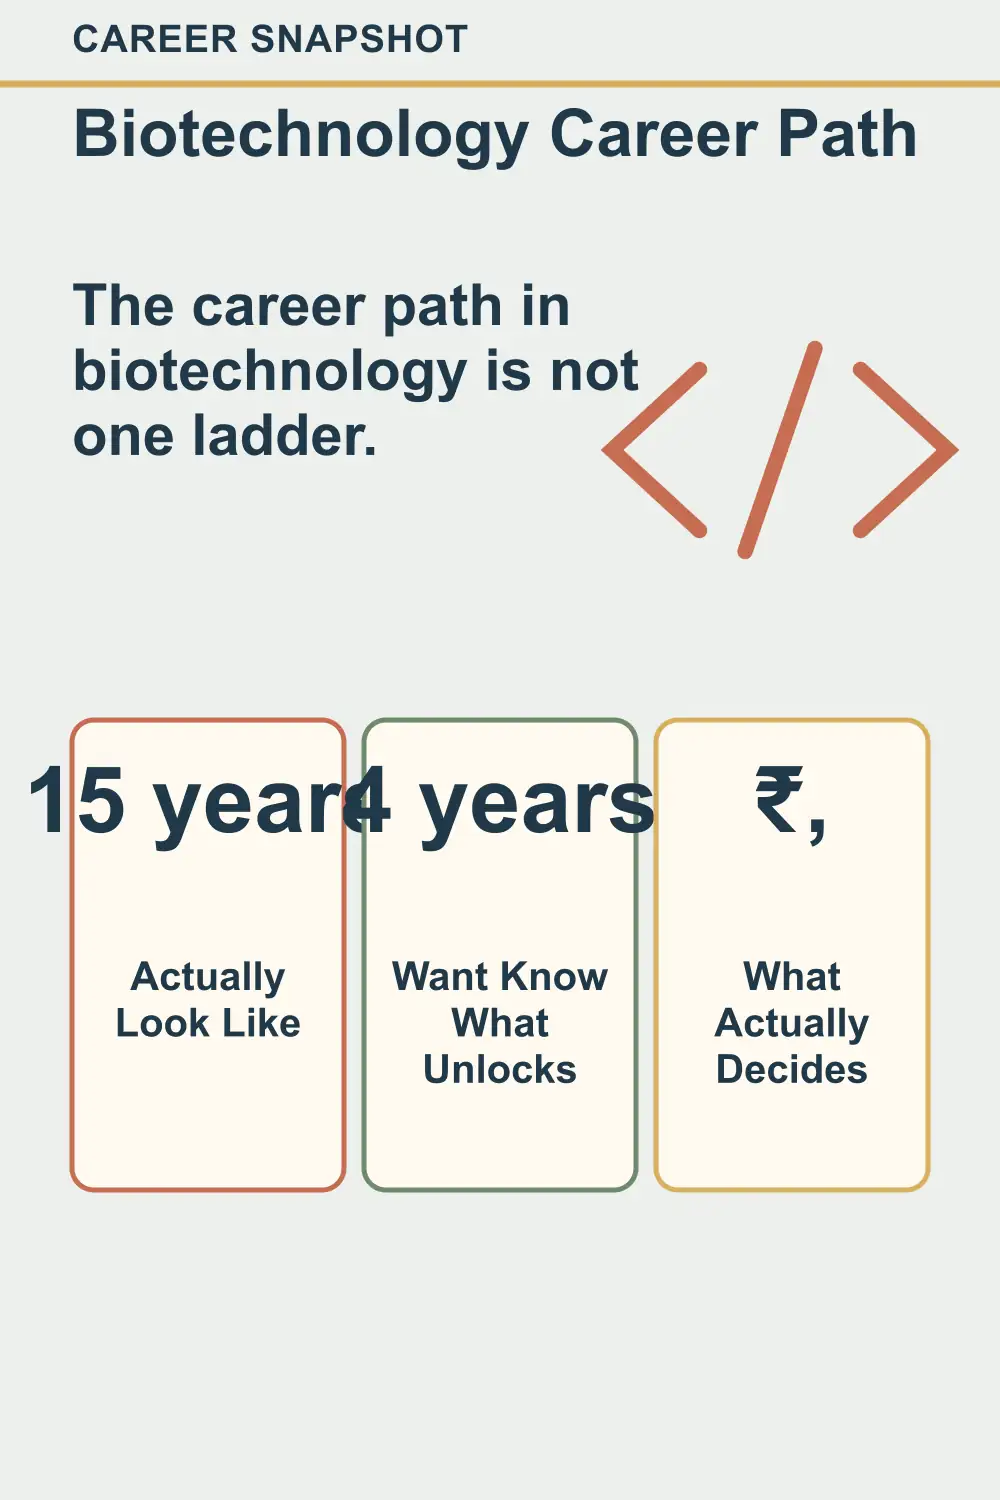 CAREER SNAPSHOT
Biotechnology Career Path
The career path in
biotechnology is not
one ladder.
15 years
4 years
₹,
Actually
Look Like
Want Know
What
Unlocks
What
Actually
Decides